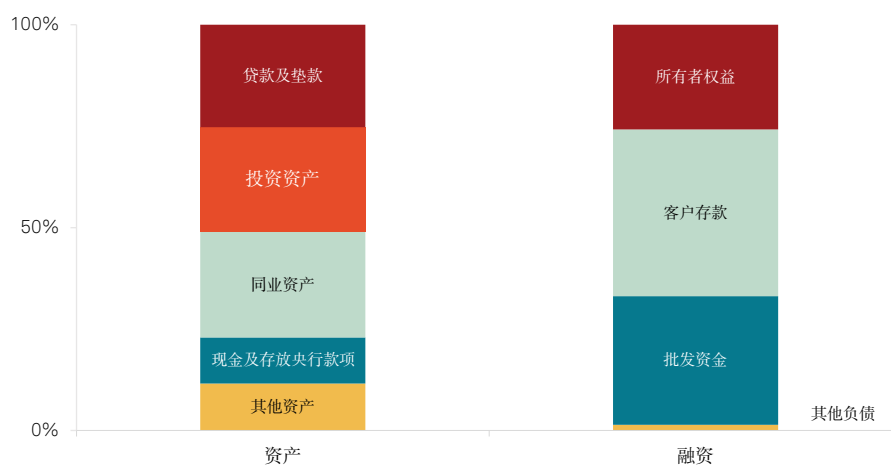 100%
贷款及垫款
所有者权益
投资资产
客户存款
50%
同业资产
现金及存放央行款项
批发资金
其他资产
其他负债
0%
资产
融资